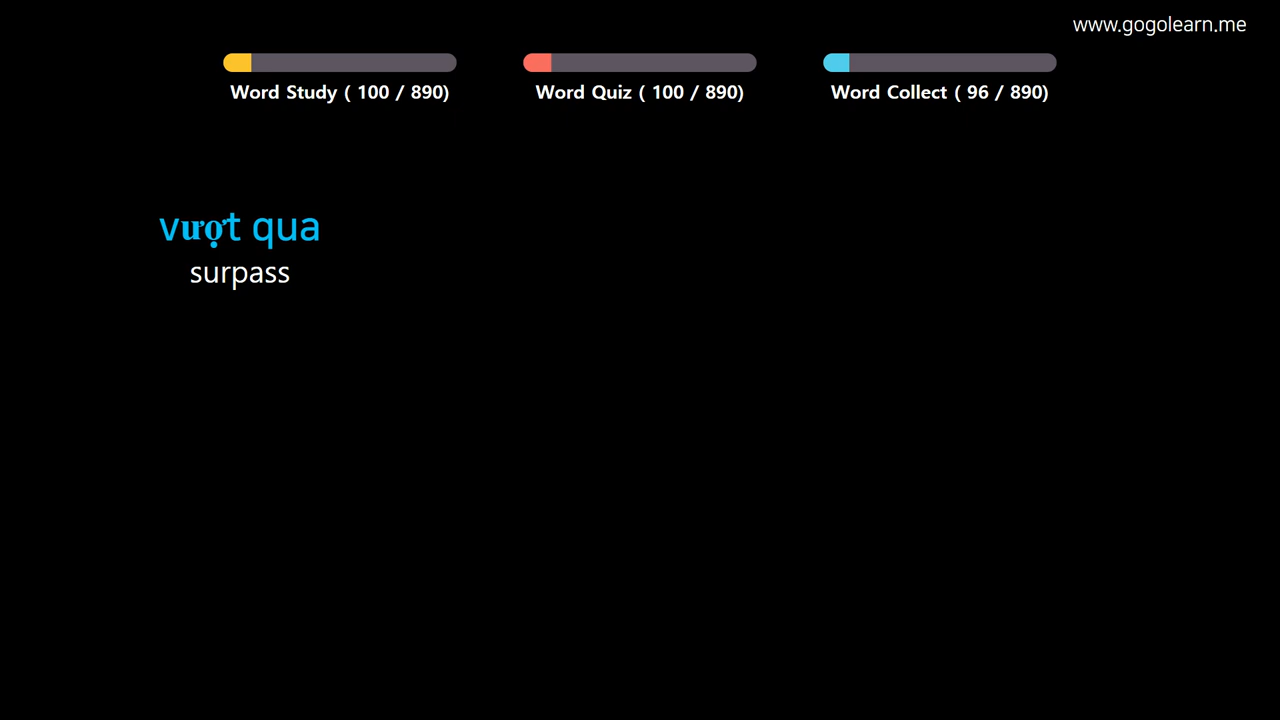 www.gogolearn.me
Word Study ( 100 / 890)
Word Quiz ( 100 / 890)
Word Collect ( 96 / 890)
vượt qua
surpass